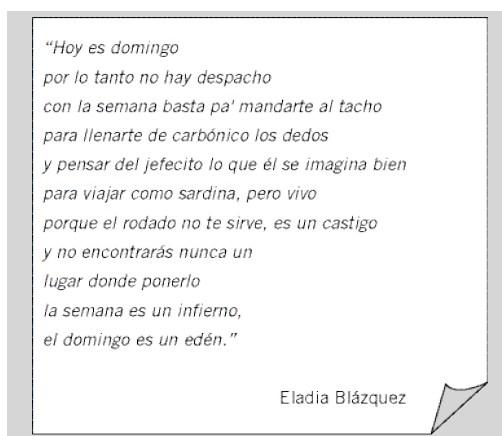 “Hoy es domingo
por lo tanto no hay despacho
con la semana basta pa' mandarte al tacho
para llenarte de carbónico los dedos
y pensar del jefecito lo que él se imagina bien
para viajar como sardina, pero vivo
porque el rodado no te sirve, es un castigo
y no encontrarás nunca un
lugar donde ponerlo
la semana es un infierno,
el domingo es un edén.”
Eladia Blázquez